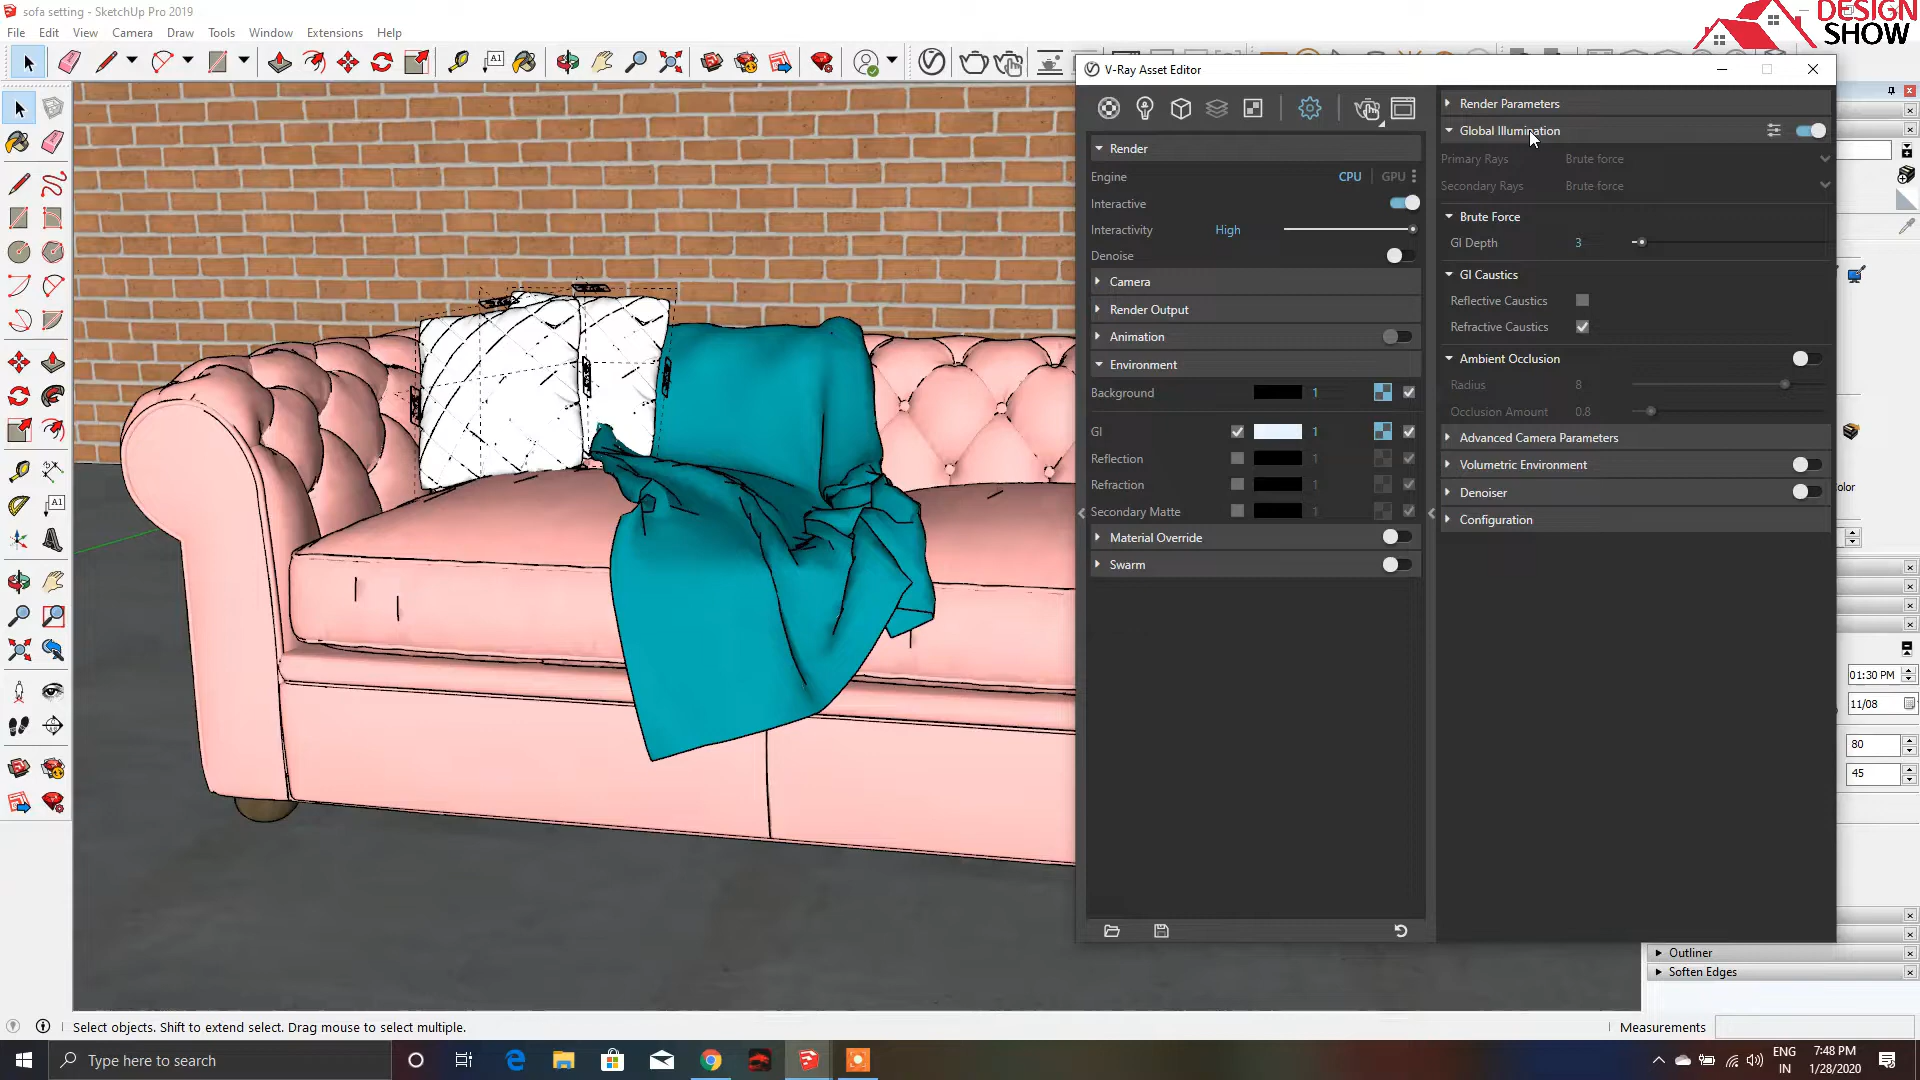 sofa setting - SketchUp Pro 2019
DESIGN
SHOW
File Edit View Camera Draw Tools Window Extensions Help
A1
V-Ray Asset Editor
Render
Engine CPU GPU
Interactive
Interactivity High
Denoise
Camera
Render Output
Animation
Environment
Background 1
GI 1
Reflection 1
Refraction 1
Secondary Matte 1
Material Override
Swarm
Render Parameters
Global Illumination
Primary Rays Brute force
Secondary Rays Brute force
Brute Force
GI Depth 3
GI Caustics
Reflective Caustics
Refractive Caustics
Ambient Occlusion
Radius 8
Occlusion Amount 0.8
Advanced Camera Parameters
Volumetric Environment
Denoiser
Configuration
A1
01:30 PM
11/08
80
45
Outliner
Soften Edges
Select objects. Shift to extend select. Drag mouse to select multiple.
Measurements
Type here to search
ENG
IN
7:48 PM
1/28/2020